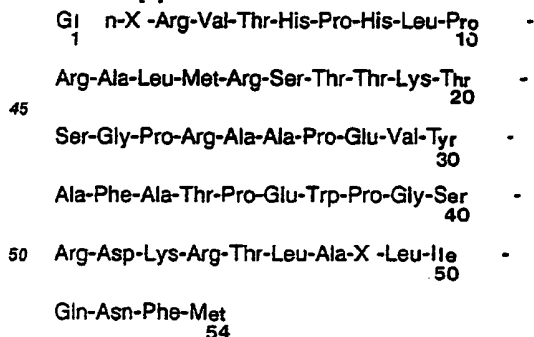 Gl n-X -Arg-Val-Thr-His-Pro-His-Leu-Pro -
1 10
Arg-Ala-Leu-Met-Arg-Ser-Thr-Thr-Lys-Thr -
20
45
Ser-Gly-Pro-Arg-Ala-Ala-Pro-Glu-Val-Tyr -
30
Ala-Phe-Ala-Thr-Pro-Glu-Trp-Pro-Gly-Ser -
40
50 Arg-Asp-Lys-Arg-Thr-Leu-Ala-X -Leu-Ile -
50
Gln-Asn-Phe-Met
54